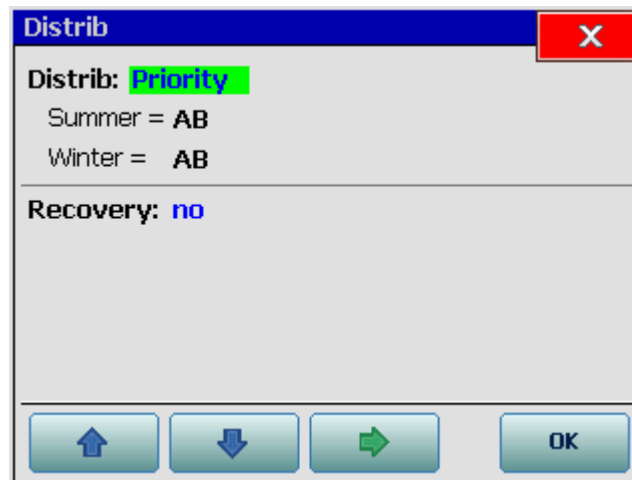 Distrib
X
Distrib: Priority
Summer = AB
Winter = AB
Recovery: no
OK